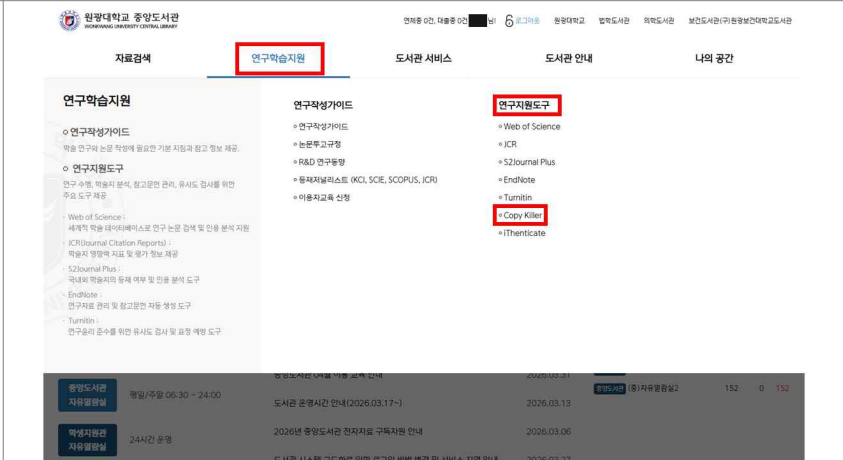 원광대학교 중앙도서관
WONKWANG UNIVERSITY CENTRAL LIBRARY
연체중 0건, 대출중 0건 님! 로그아웃 원광대학교 법학도서관 의학도서관 보건도서관(구)원광보건대학교도서관
자료검색 연구학습지원 도서관 서비스 도서관 안내 나의 공간
연구학습지원
연구작성가이드
학술 연구와 논문 작성에 필요한 기본 지침과 참고 정보 제공.
연구지원도구
연구 수행, 학술지 분석, 참고문헌 관리, 유사도 검사를 위한
주요 도구 제공
- Web of Science :
세계적 학술 데이터베이스로 연구 논문 검색 및 인용 분석 지원
- JCR(Journal Citation Reports) :
학술지 영향력 지표 및 평가 정보 제공
- S2Journal Plus :
국내외 학술지의 등재 여부 및 인용 분석 도구
- EndNote :
연구자료 관리 및 참고문헌 자동 생성 도구
- Turnitin :
연구윤리 준수를 위한 유사도 검사 및 표절 예방 도구
연구작성가이드
연구작성가이드
논문투고규정
R&D 연구동향
등재저널리스트 (KCI, SCIE, SCOPUS, JCR)
이용자교육 신청
연구지원도구
Web of Science
JCR
S2Journal Plus
EndNote
Turnitin
Copy Killer
iThenticate
중앙도서관
자유열람실
평일/주말 06:30 ~ 24:00
학생지원관
자유열람실
24시간 운영
중앙도서관 04월 이용 교육 안내 2026.03.31
도서관 운영시간 안내(2026.03.17~) 2026.03.13
2026년 중앙도서관 전자자료 구독자원 안내 2026.03.06
중앙도서관 (중)자유열람실2 152 0 152